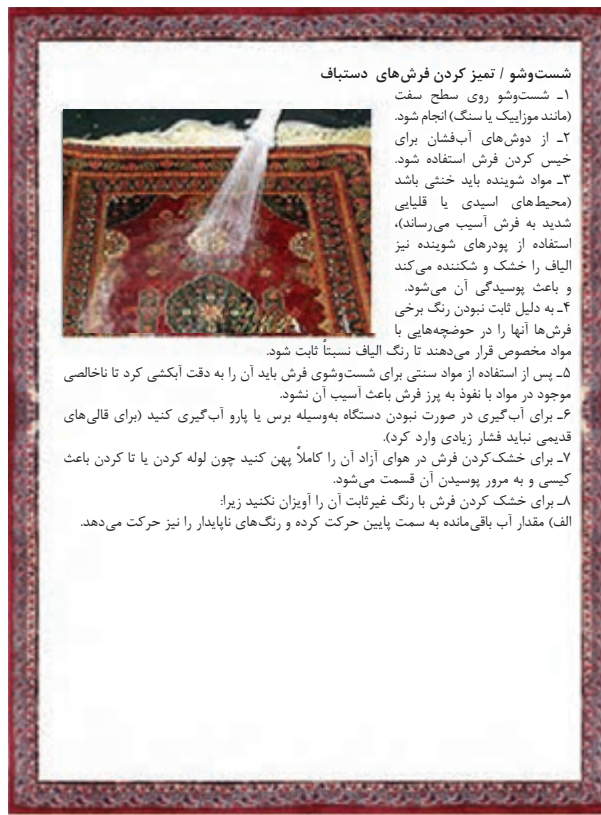 شست‌وشو / تمیز کردن فرش‌های دستباف
۱ـ شست‌وشو روی سطح سفت
(مانند موزاییک یا سنگ) انجام شود.
۲ـ از دوش‌های آب‌فشان برای
خیس کردن فرش استفاده شود.
۳ـ مواد شوینده باید خنثی باشد
(محیط‌های اسیدی یا قلیایی
شدید به فرش آسیب می‌رساند)،
استفاده از پودرهای شوینده نیز
الیاف را خشک و شکننده می‌کند
و باعث پوسیدگی آن می‌شود.
۴ـ به دلیل ثابت نبودن رنگ برخی
فرش‌ها آنها را در حوضچه‌هایی با
مواد مخصوص قرار می‌دهند تا رنگ الیاف نسبتاً ثابت شود.
۵ـ پس از استفاده از مواد سنتی برای شست‌وشوی فرش باید آن را به دقت آبکشی کرد تا ناخالصی
موجود در مواد با نفوذ به پرز فرش باعث آسیب آن نشود.
۶ـ برای آب‌گیری در صورت نبودن دستگاه به‌وسیله برس یا پارو آب‌گیری کنید (برای قالی‌های
قدیمی نباید فشار زیادی وارد کرد).
۷ـ برای خشک‌کردن فرش در هوای آزاد آن را کاملاً پهن کنید چون لوله کردن یا تا کردن باعث
کیسی و به مرور پوسیدن آن قسمت می‌شود.
۸ـ برای خشک کردن فرش با رنگ غیرثابت آن را آویزان نکنید زیرا:
الف) مقدار آب باقی‌مانده به سمت پایین حرکت کرده و رنگ‌های ناپایدار را نیز حرکت می‌دهد.